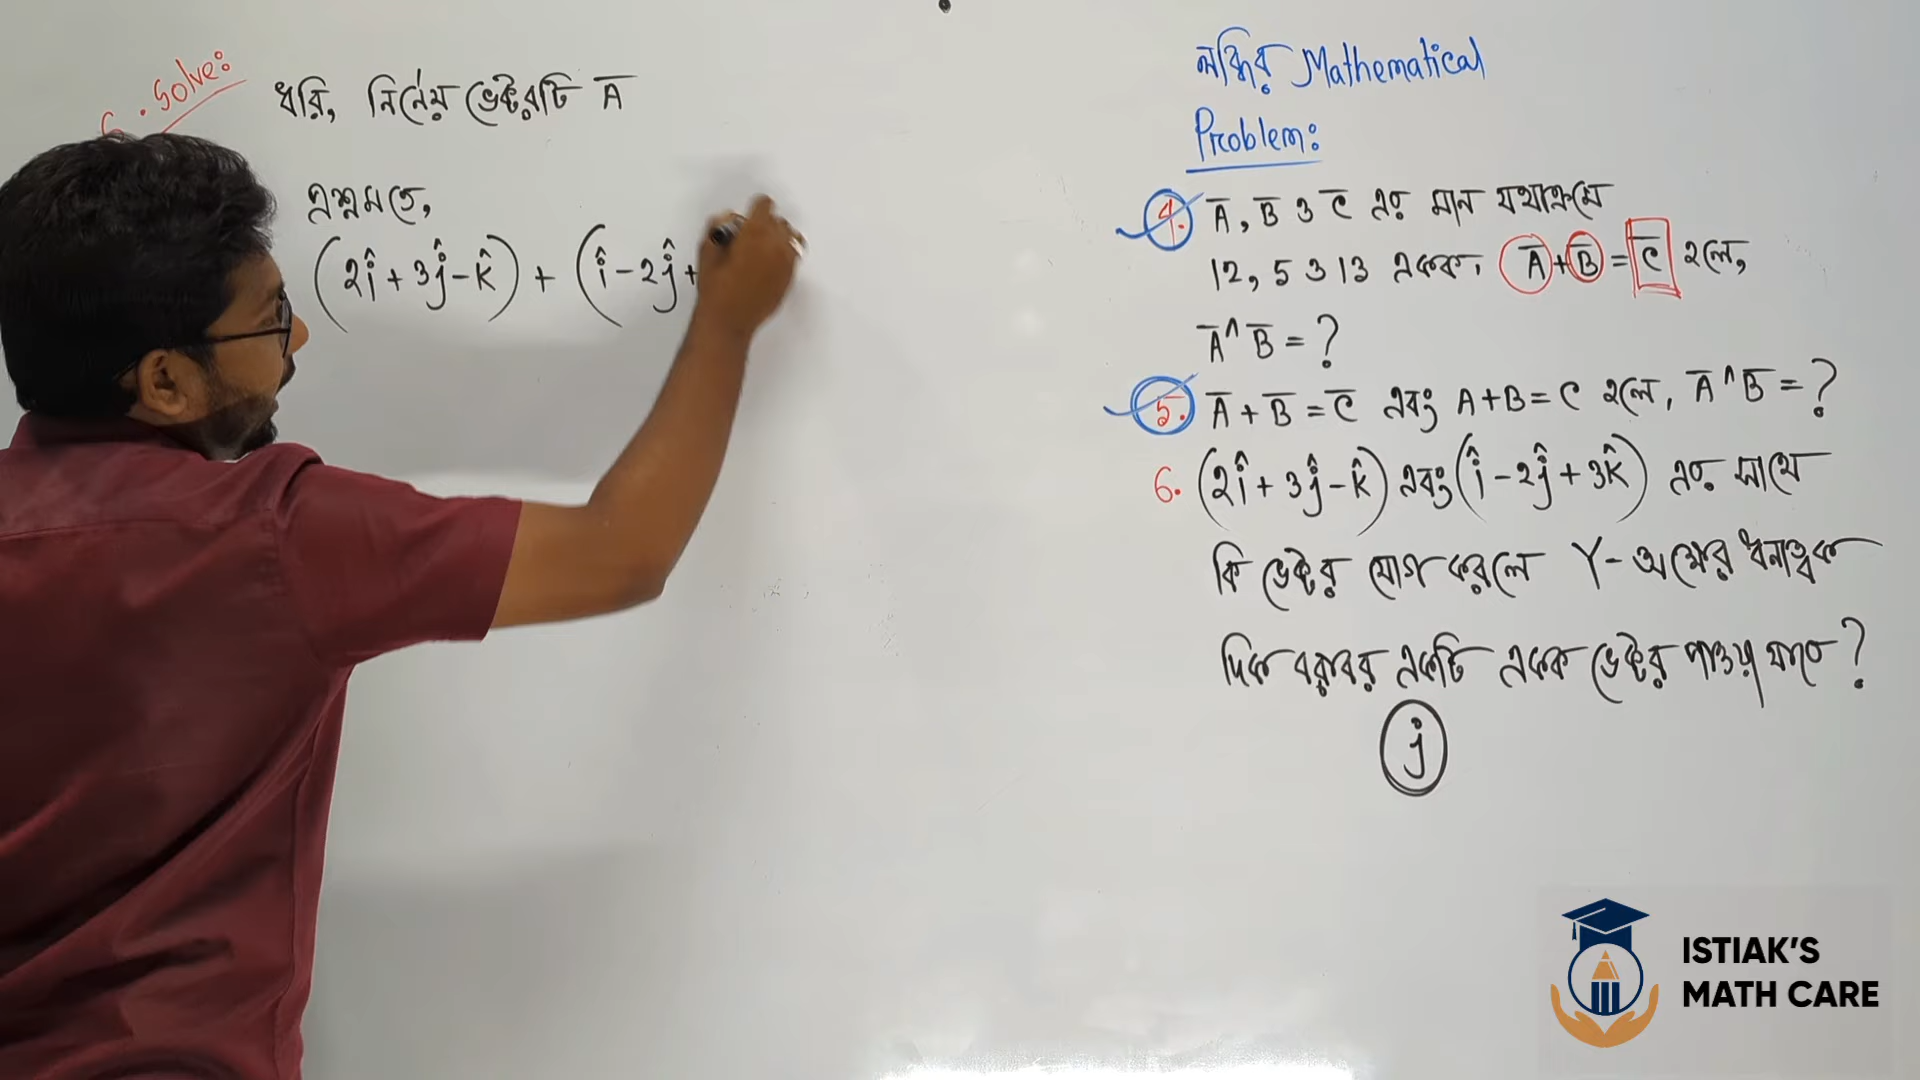 6. Solve:
ধরি, নির্নেয় ভেক্টরটি A̅
প্রশ্নমতে,
(2î + 3ĵ - k̂) + (î - 2ĵ +
লব্ধির Mathematical
Problem:
4. A̅, B̅ ও C̅ এর মান যথাক্রমে
12, 5 ও 13 একক। A̅ + B̅ = C̅ হলে,
A̅ ^ B̅ = ?
5. A̅ + B̅ = C̅ এবং A + B = C হলে, A̅ ^ B̅ = ?
6. (2î + 3ĵ - k̂) এবং (î - 2ĵ + 3k̂) এর সাথে
কি ভেক্টর যোগ করলে Y-অক্ষের ধনাত্বক
দিক বরাবর একটি একক ভেক্টর পাওয়া যাবে?
j
ISTIAK'S
MATH CARE